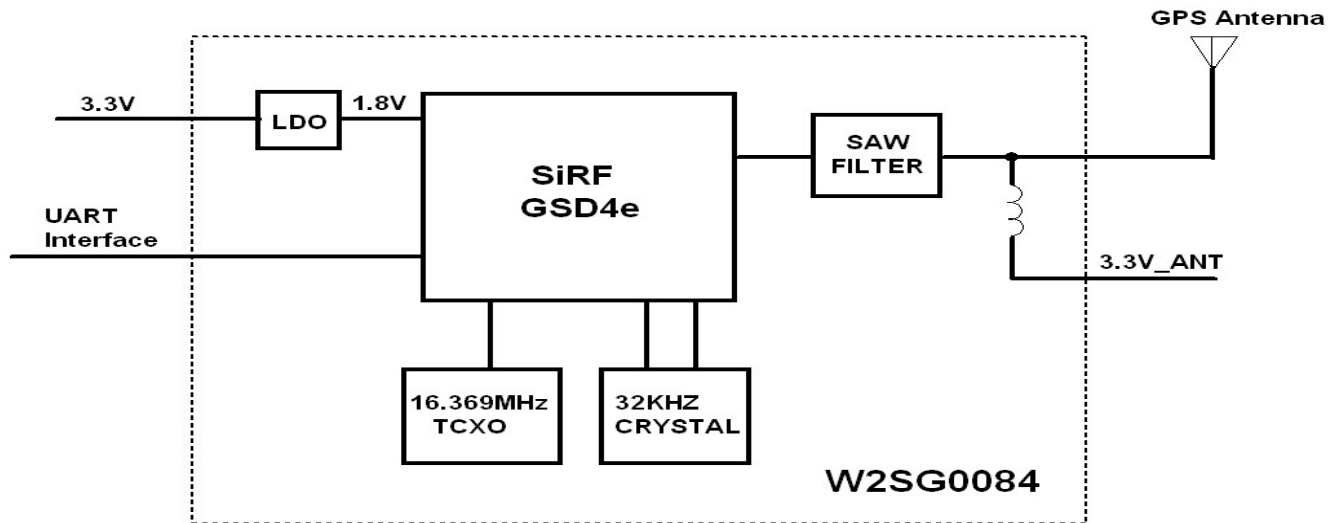 GPS Antenna
3.3V
LDO
1.8V
SiRF
GSD4e
SAW
FILTER
UART
Interface
3.3V_ANT
16.369MHz
TCXO
32KHZ
CRYSTAL
W2SG0084